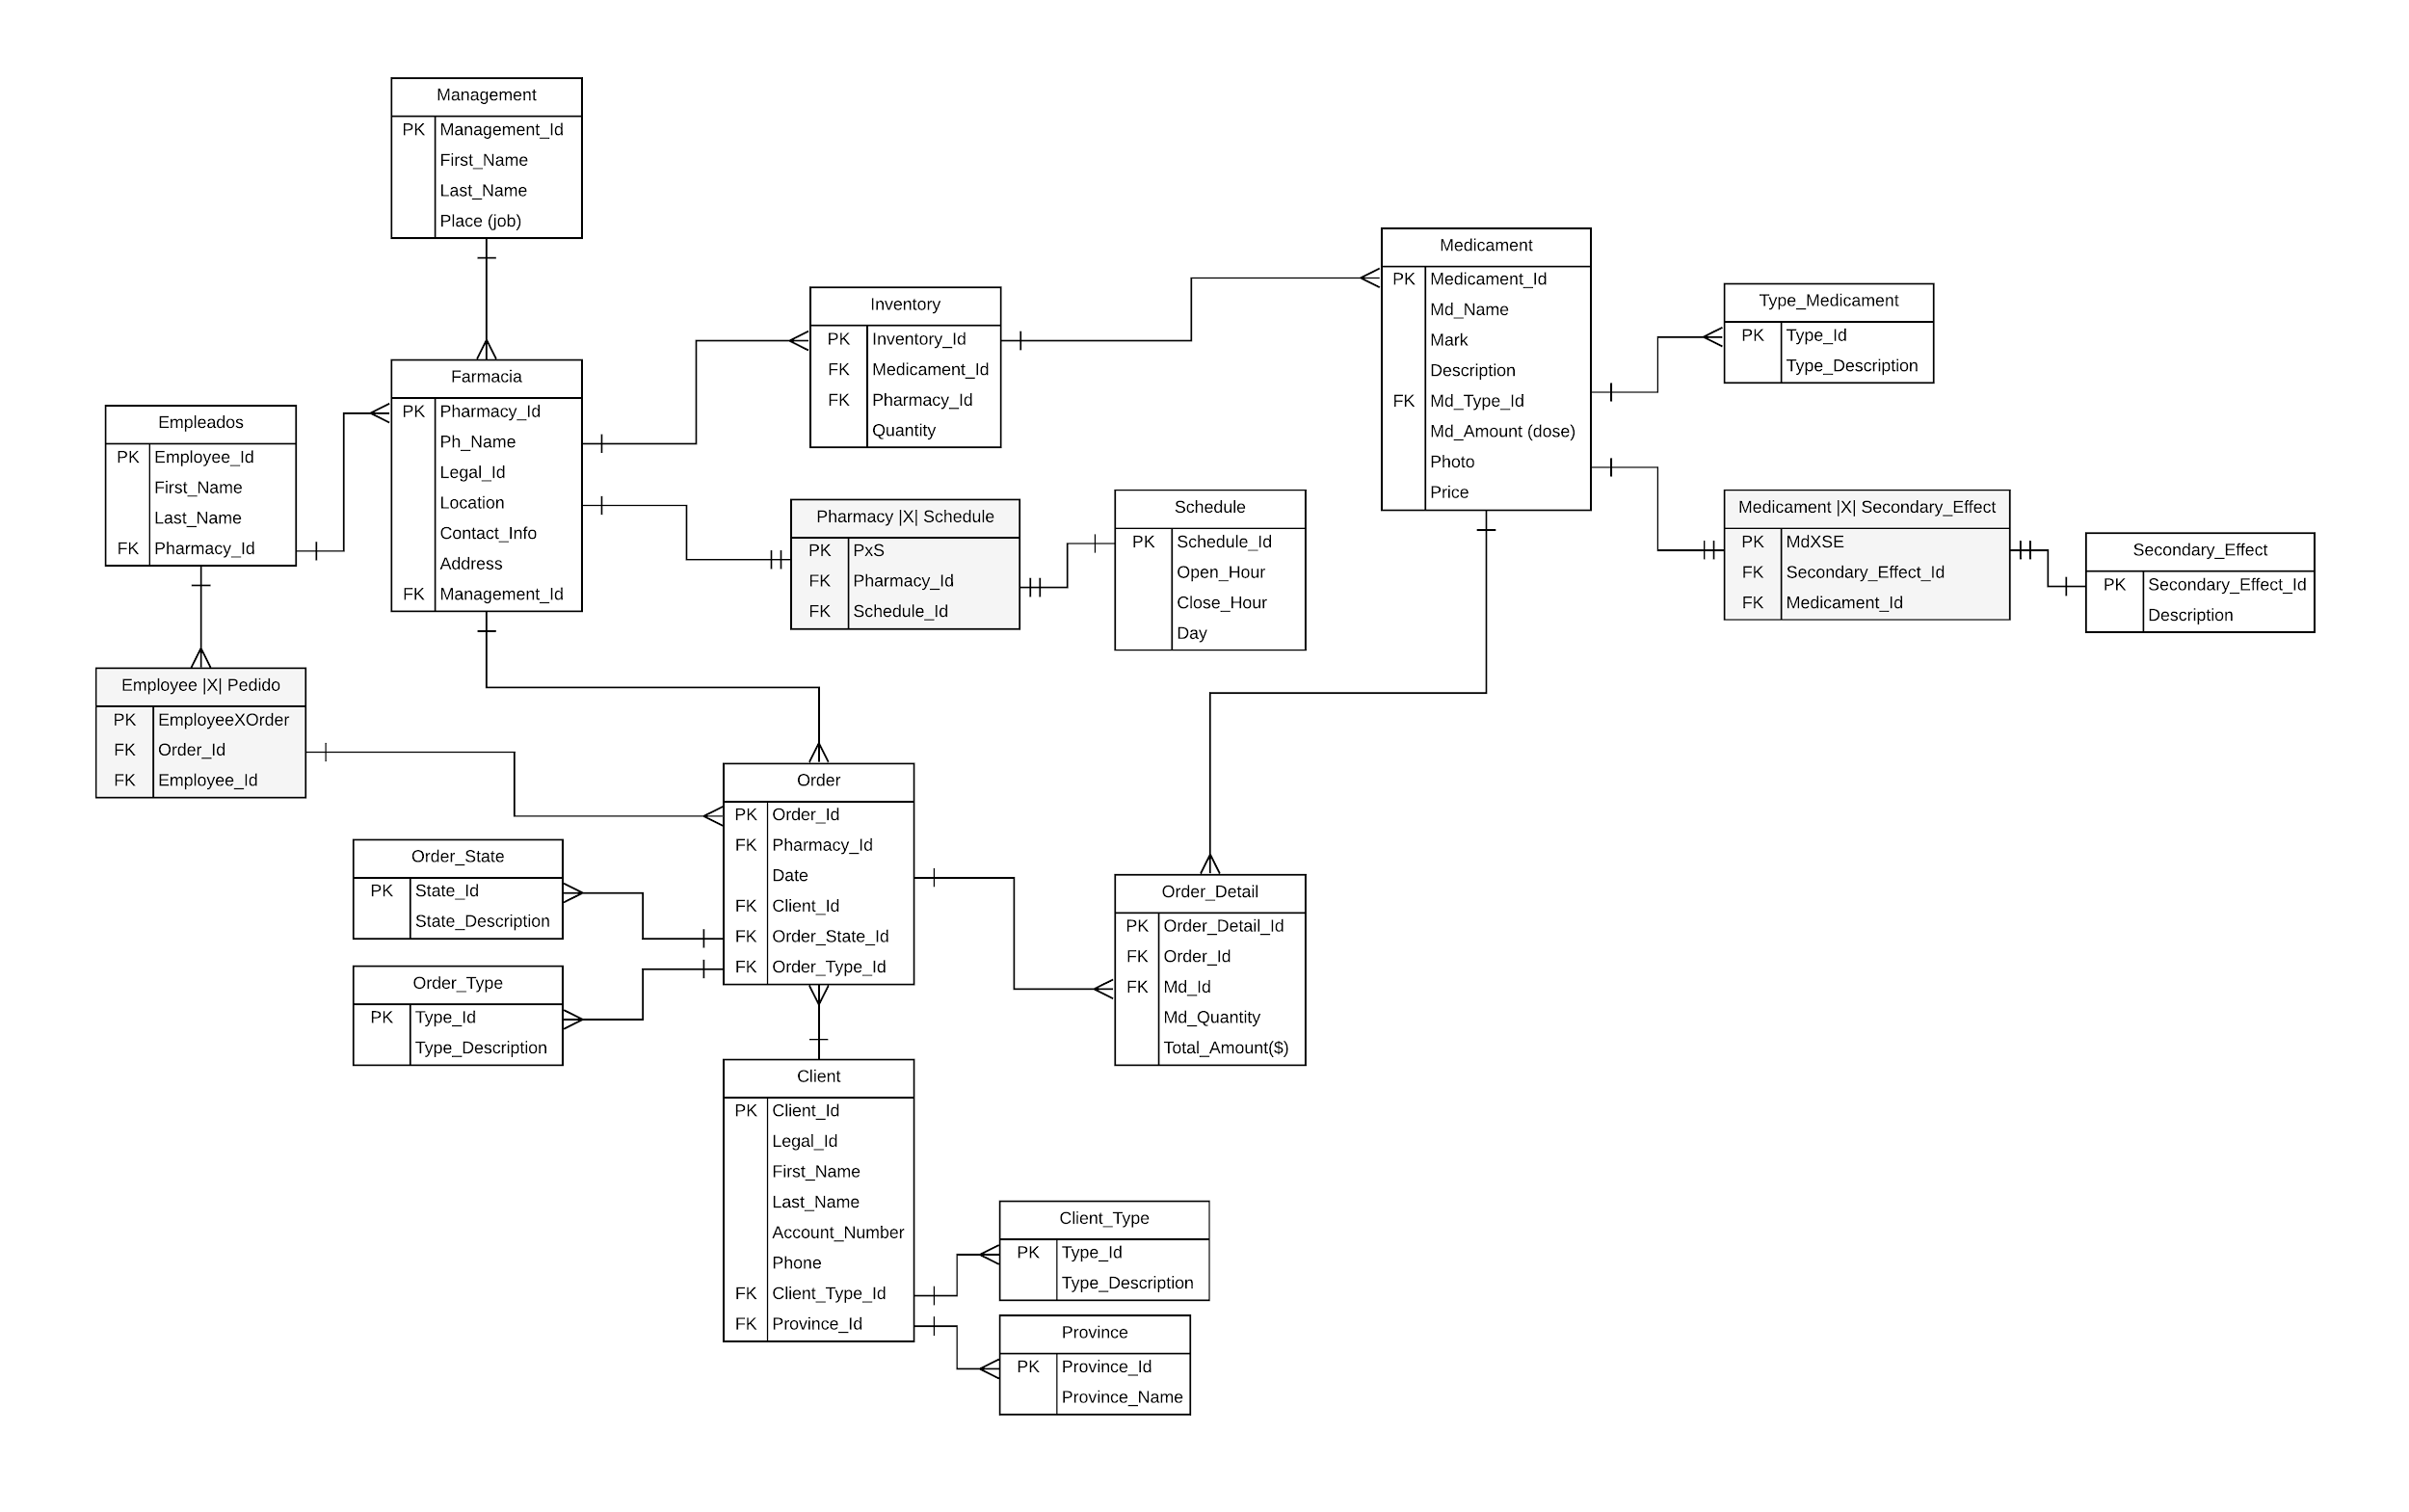 Management
PK Management_Id
First_Name
Last_Name
Place (job)
Farmacia
PK Pharmacy_Id
Ph_Name
Legal_Id
Location
Contact_Info
Address
FK Management_Id
Empleados
PK Employee_Id
First_Name
Last_Name
FK Pharmacy_Id
Employee |X| Pedido
PK EmployeeXOrder
FK Order_Id
FK Employee_Id
Inventory
PK Inventory_Id
FK Medicament_Id
FK Pharmacy_Id
Quantity
Pharmacy |X| Schedule
PK PxS
FK Pharmacy_Id
FK Schedule_Id
Schedule
PK Schedule_Id
Open_Hour
Close_Hour
Day
Medicament
PK Medicament_Id
Md_Name
Mark
Description
FK Md_Type_Id
Md_Amount (dose)
Photo
Price
Type_Medicament
PK Type_Id
Type_Description
Medicament |X| Secondary_Effect
PK MdXSE
FK Secondary_Effect_Id
FK Medicament_Id
Secondary_Effect
PK Secondary_Effect_Id
Description
Order
PK Order_Id
FK Pharmacy_Id
Date
FK Client_Id
FK Order_State_Id
FK Order_Type_Id
Order_State
PK State_Id
State_Description
Order_Type
PK Type_Id
Type_Description
Order_Detail
PK Order_Detail_Id
FK Order_Id
FK Md_Id
Md_Quantity
Total_Amount($)
Client
PK Client_Id
Legal_Id
First_Name
Last_Name
Account_Number
Phone
FK Client_Type_Id
FK Province_Id
Client_Type
PK Type_Id
Type_Description
Province
PK Province_Id
Province_Name